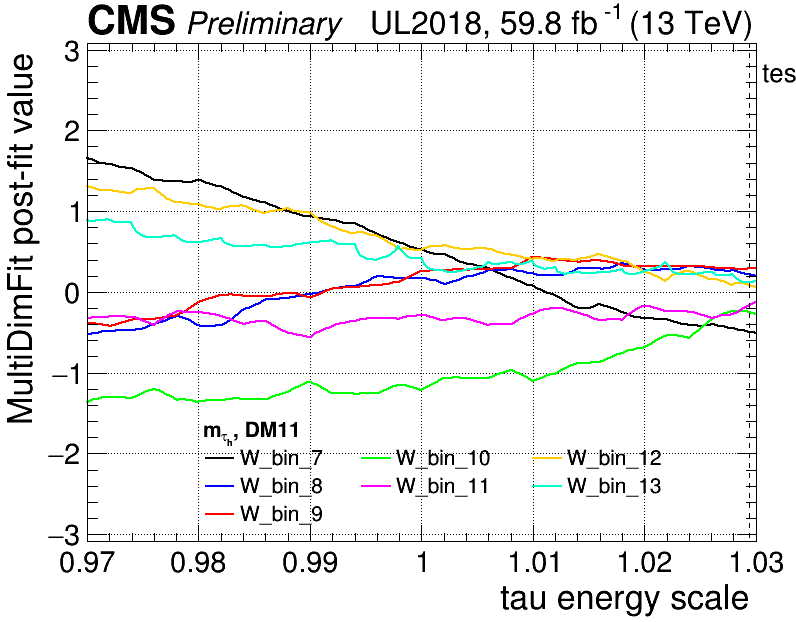 CMS Preliminary UL2018, 59.8 fb-1 (13 TeV)
MultiDimFit post-fit value
3
2
1
0
−1
−2
−3
tes
mτh, DM11
W_bin_7 W_bin_10 W_bin_12
W_bin_8 W_bin_11 W_bin_13
W_bin_9
0.97 0.98 0.99 1 1.01 1.02 1.03
tau energy scale